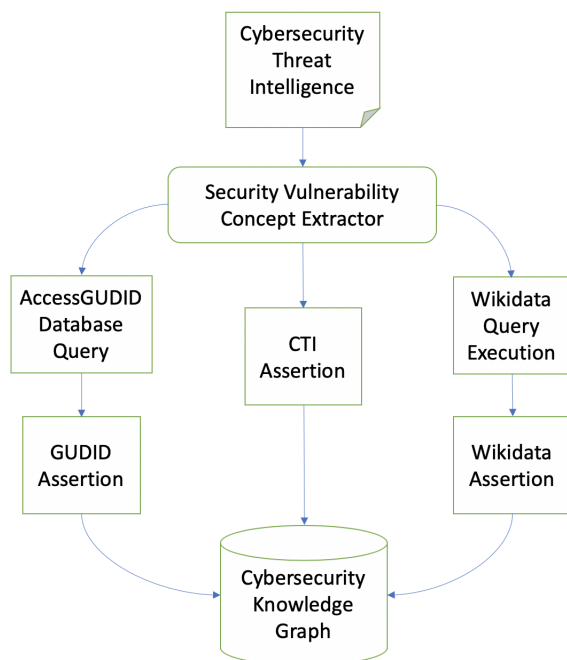 Cybersecurity
Threat
Intelligence
Security Vulnerability
Concept Extractor
AccessGUDID
Database
Query
CTI
Assertion
Wikidata
Query
Execution
GUDID
Assertion
Wikidata
Assertion
Cybersecurity
Knowledge
Graph